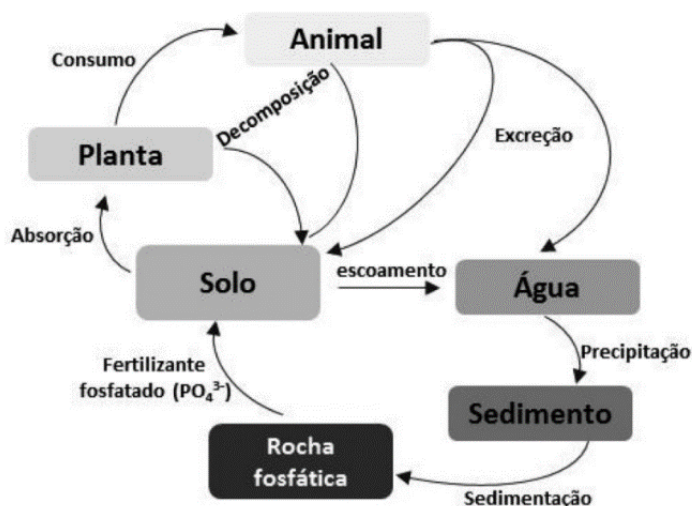 Animal
Consumo
Decomposição
Excreção
Planta
Absorção
Solo
escoamento
Água
Precipitação
Fertilizante
fosfatado (PO₄³⁻)
Sedimento
Rocha
fosfática
Sedimentação